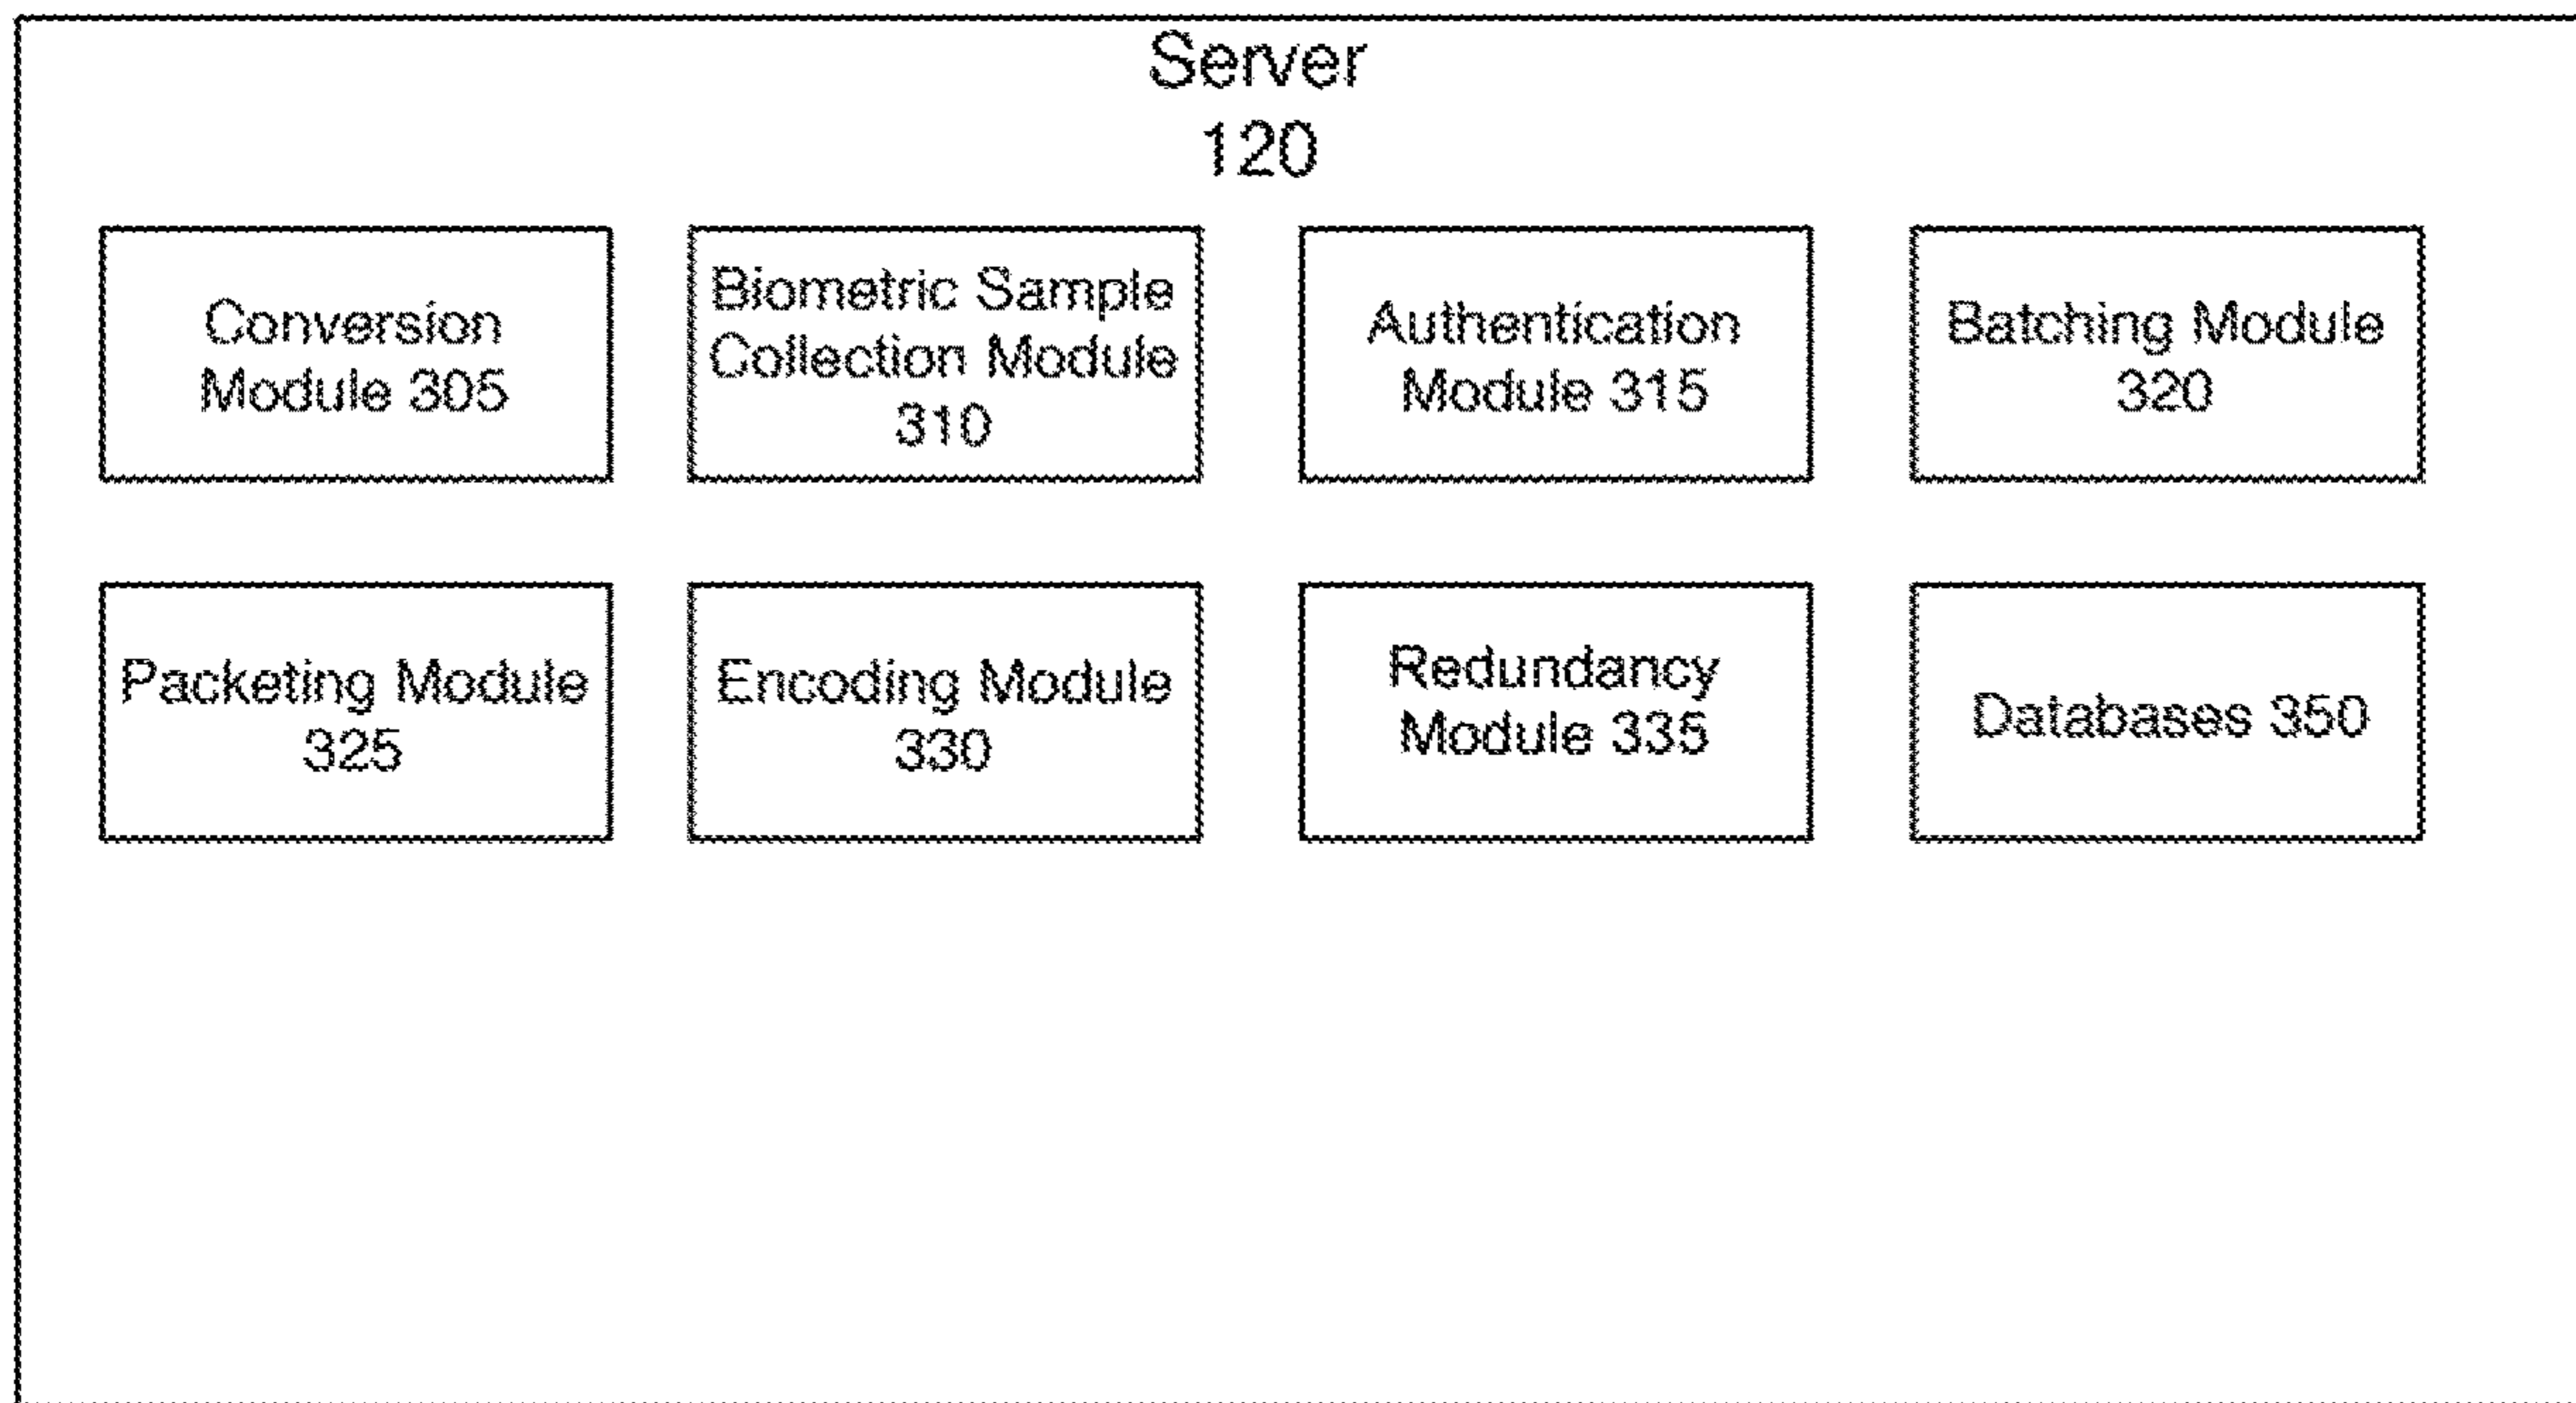 Server
120
Conversion
Module 305
Biometric Sample
Collection Module
310
Authentication
Module 315
Batching Module
320
Packeting Module
325
Encoding Module
330
Redundancy
Module 335
Databases 350